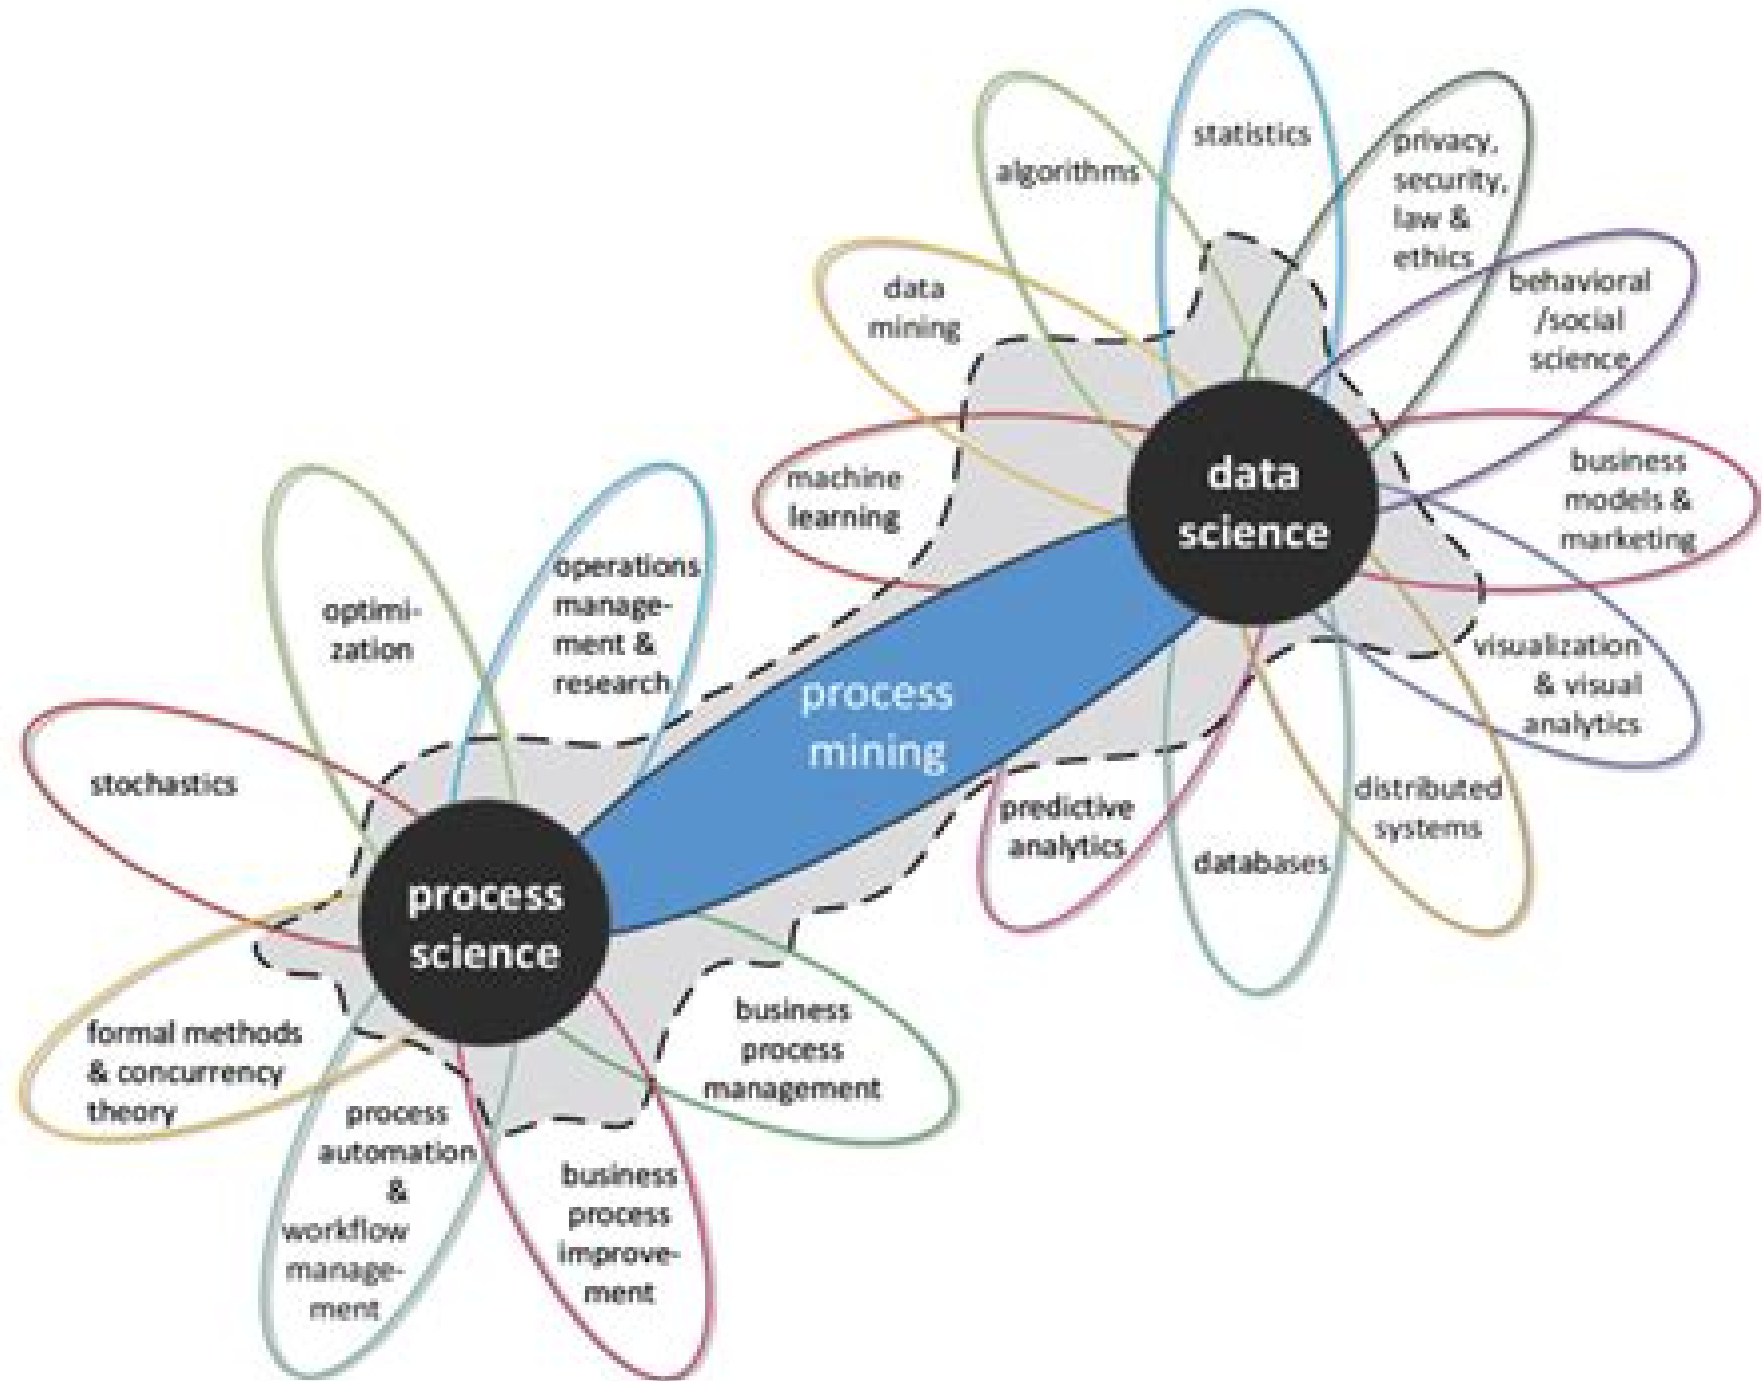 statistics
privacy,
security,
law &
ethics
algorithms
behavioral
/social
science
data
mining
business
models &
marketing
machine
learning
data
science
visualization
& visual
analytics
distributed
systems
databases
predictive
analytics
process
mining
operations
manage-
ment &
research
optimi-
zation
stochastics
process
science
formal methods
& concurrency
theory
process
automation
&
workflow
manage-
ment
business
process
improve-
ment
business
process
management